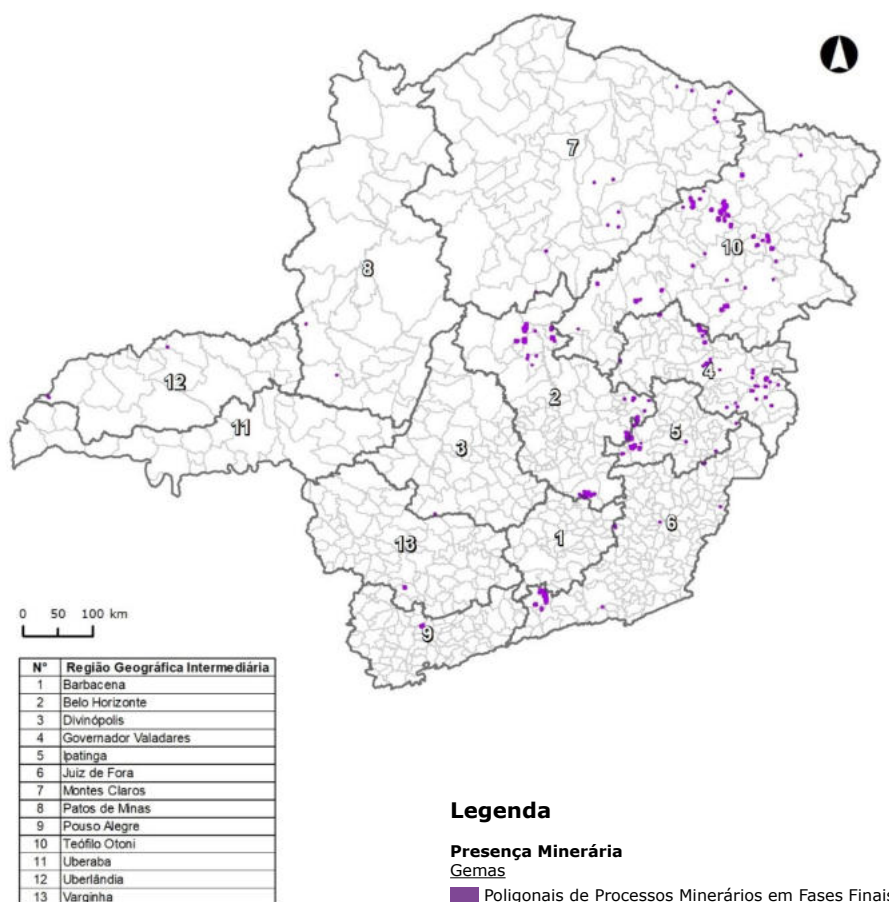 7
10
8
12
4
2
11
5
3
6
1
13
9
0 50 100 km
N° Região Geográfica Intermediária
1 Barbacena
2 Belo Horizonte
3 Divinópolis
4 Governador Valadares
5 Ipatinga
6 Juiz de Fora
7 Montes Claros
8 Patos de Minas
9 Pouso Alegre
10 Teófilo Otoni
11 Uberaba
12 Uberlândia
13 Varginha
Legenda
Presença Minerária
Gemas
Poligonais de Processos Minerários em Fases Finais